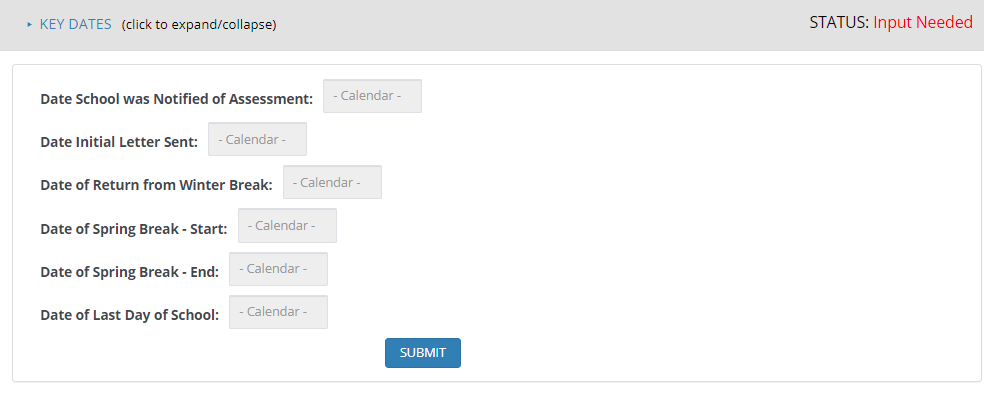 ▸ KEY DATES (click to expand/collapse) STATUS: Input Needed
Date School was Notified of Assessment: - Calendar -
Date Initial Letter Sent: - Calendar -
Date of Return from Winter Break: - Calendar -
Date of Spring Break - Start: - Calendar -
Date of Spring Break - End: - Calendar -
Date of Last Day of School: - Calendar -
SUBMIT